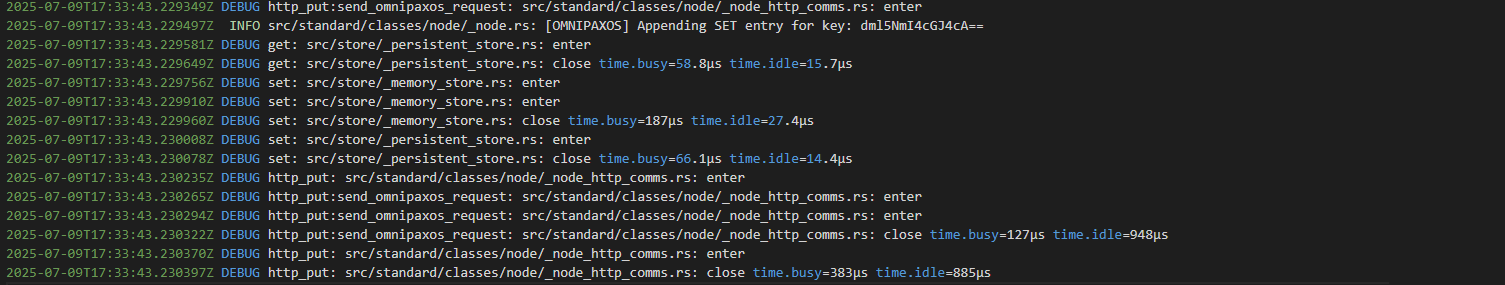 2025-07-09T17:33:43.229349Z DEBUG http_put:send_omnipaxos_request: src/standard/classes/node/_node_http_comms.rs: enter
2025-07-09T17:33:43.229497Z  INFO src/standard/classes/node/_node.rs: [OMNIPAXOS] Appending SET entry for key: dml5NmI4cGJ4cA==
2025-07-09T17:33:43.229581Z DEBUG get: src/store/_persistent_store.rs: enter
2025-07-09T17:33:43.229649Z DEBUG get: src/store/_persistent_store.rs: close time.busy=58.8µs time.idle=15.7µs
2025-07-09T17:33:43.229756Z DEBUG set: src/store/_memory_store.rs: enter
2025-07-09T17:33:43.229910Z DEBUG set: src/store/_memory_store.rs: enter
2025-07-09T17:33:43.229960Z DEBUG set: src/store/_memory_store.rs: close time.busy=187µs time.idle=27.4µs
2025-07-09T17:33:43.230008Z DEBUG set: src/store/_persistent_store.rs: enter
2025-07-09T17:33:43.230078Z DEBUG set: src/store/_persistent_store.rs: close time.busy=66.1µs time.idle=14.4µs
2025-07-09T17:33:43.230235Z DEBUG http_put: src/standard/classes/node/_node_http_comms.rs: enter
2025-07-09T17:33:43.230265Z DEBUG http_put:send_omnipaxos_request: src/standard/classes/node/_node_http_comms.rs: enter
2025-07-09T17:33:43.230294Z DEBUG http_put:send_omnipaxos_request: src/standard/classes/node/_node_http_comms.rs: enter
2025-07-09T17:33:43.230322Z DEBUG http_put:send_omnipaxos_request: src/standard/classes/node/_node_http_comms.rs: close time.busy=127µs time.idle=948µs
2025-07-09T17:33:43.230370Z DEBUG http_put: src/standard/classes/node/_node_http_comms.rs: enter
2025-07-09T17:33:43.230397Z DEBUG http_put: src/standard/classes/node/_node_http_comms.rs: close time.busy=383µs time.idle=885µs